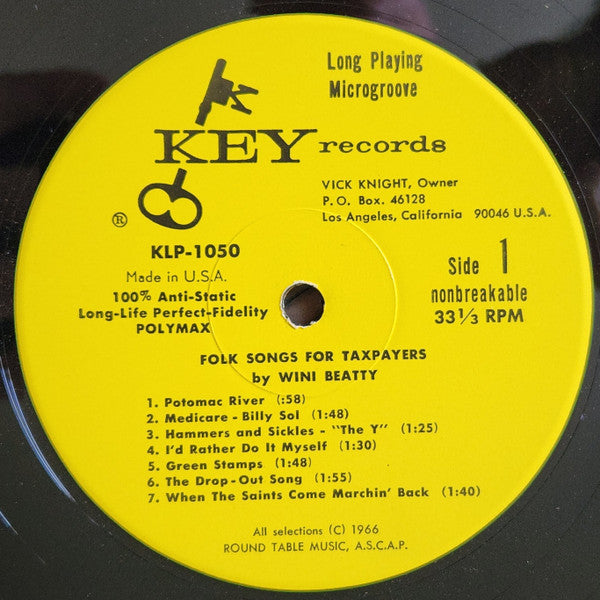 Long Playing
Microgroove
K
KEY records
VICK KNIGHT, Owner
P. O. Box. 46128
Los Angeles, California 90046 U.S.A.
®
KLP-1050
Made in U.S.A.
100% Anti-Static
Long-Life Perfect-Fidelity
POLYMAX
Side 1
nonbreakable
33 1/3 RPM
FOLK SONGS FOR TAXPAYERS
by WINI BEATTY
1. Potomac River (:58)
2. Medicare - Billy Sol (1:48)
3. Hammers and Sickles - "The Y" (1:25)
4. I'd Rather Do It Myself (1:30)
5. Green Stamps (1:48)
6. The Drop-Out Song (1:55)
7. When The Saints Come Marchin' Back (1:40)
All selections (C) 1966
ROUND TABLE MUSIC, A.S.C.A.P.